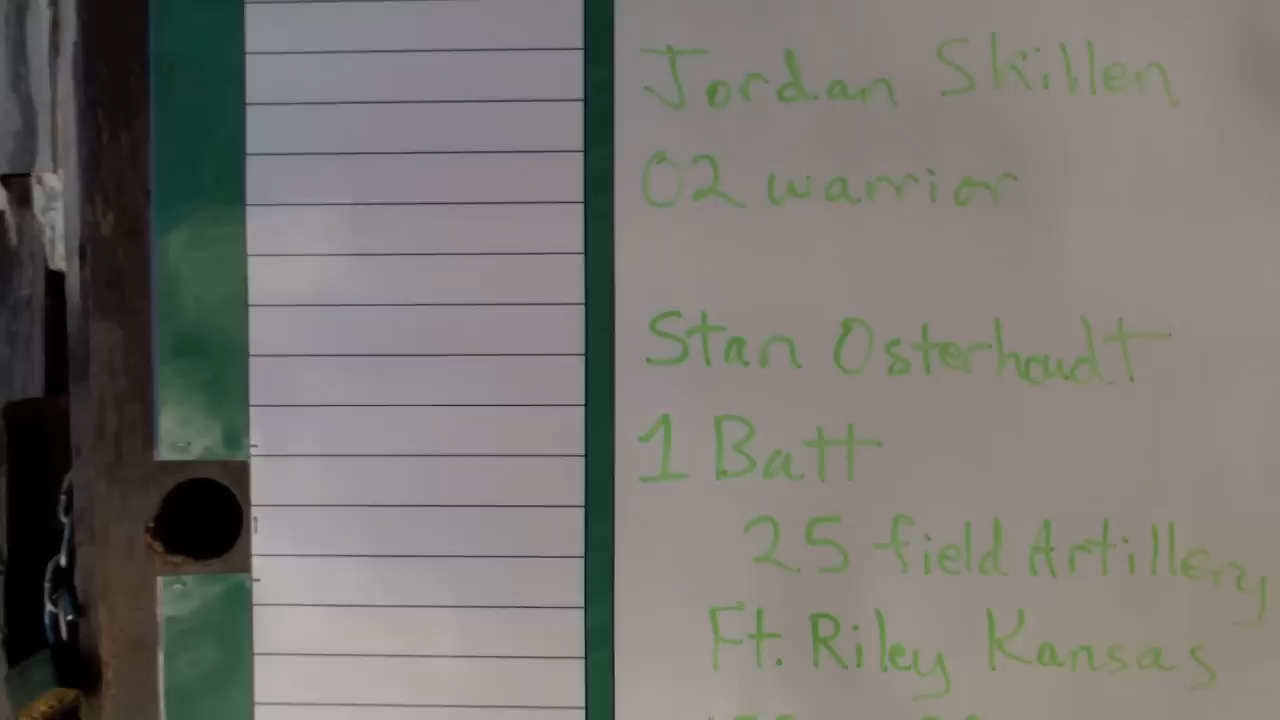 Jordan Skillen
02 warrior
Stan Osterhoudt
1 Batt
25 field Artillery
Ft. Riley Kansas